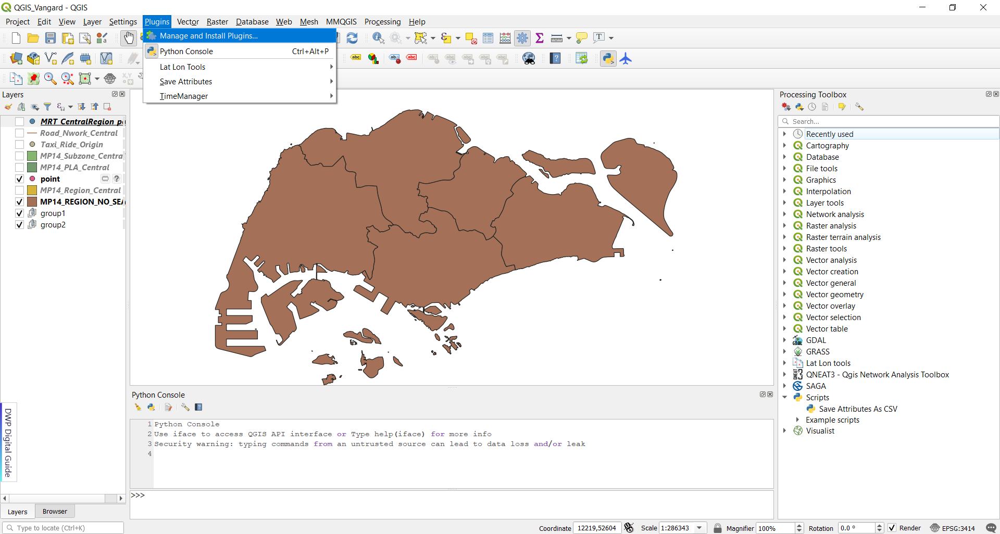 QGIS_Vangard - QGIS
Project Edit View Layer Settings Plugins Vector Raster Database Web Mesh MMQGIS Processing Help
Manage and Install Plugins...
Python Console Ctrl+Alt+P
Lat Lon Tools
Save Attributes
TimeManager
Layers
MRT_CentralRegion_p
Road_Nwork_Central
Taxi_Ride_Origin
MP14_Subzone_Centra
MP14_PLA_Central
point
MP14_Region_Central
MP14_REGION_NO_SEA
group1
group2
DWP Digital Guide
Layers Browser
Type to locate (Ctrl+K)
Python Console
1 Python Console
2 Use iface to access QGIS API interface or Type help(iface) for more info
3 Security warning: typing commands from an untrusted source can lead to data loss and/or leak
4
>>>
Processing Toolbox
Search...
Recently used
Cartography
Database
File tools
Graphics
Interpolation
Layer tools
Network analysis
Raster analysis
Raster terrain analysis
Raster tools
Vector analysis
Vector creation
Vector general
Vector geometry
Vector overlay
Vector selection
Vector table
GDAL
GRASS
Lat Lon tools
QNEAT3 - Qgis Network Analysis Toolbox
SAGA
Scripts
Save Attributes As CSV
Example scripts
Visualist
Coordinate 12219,52604 Scale 1:286343 Magnifier 100% Rotation 0.0 ° Render EPSG:3414